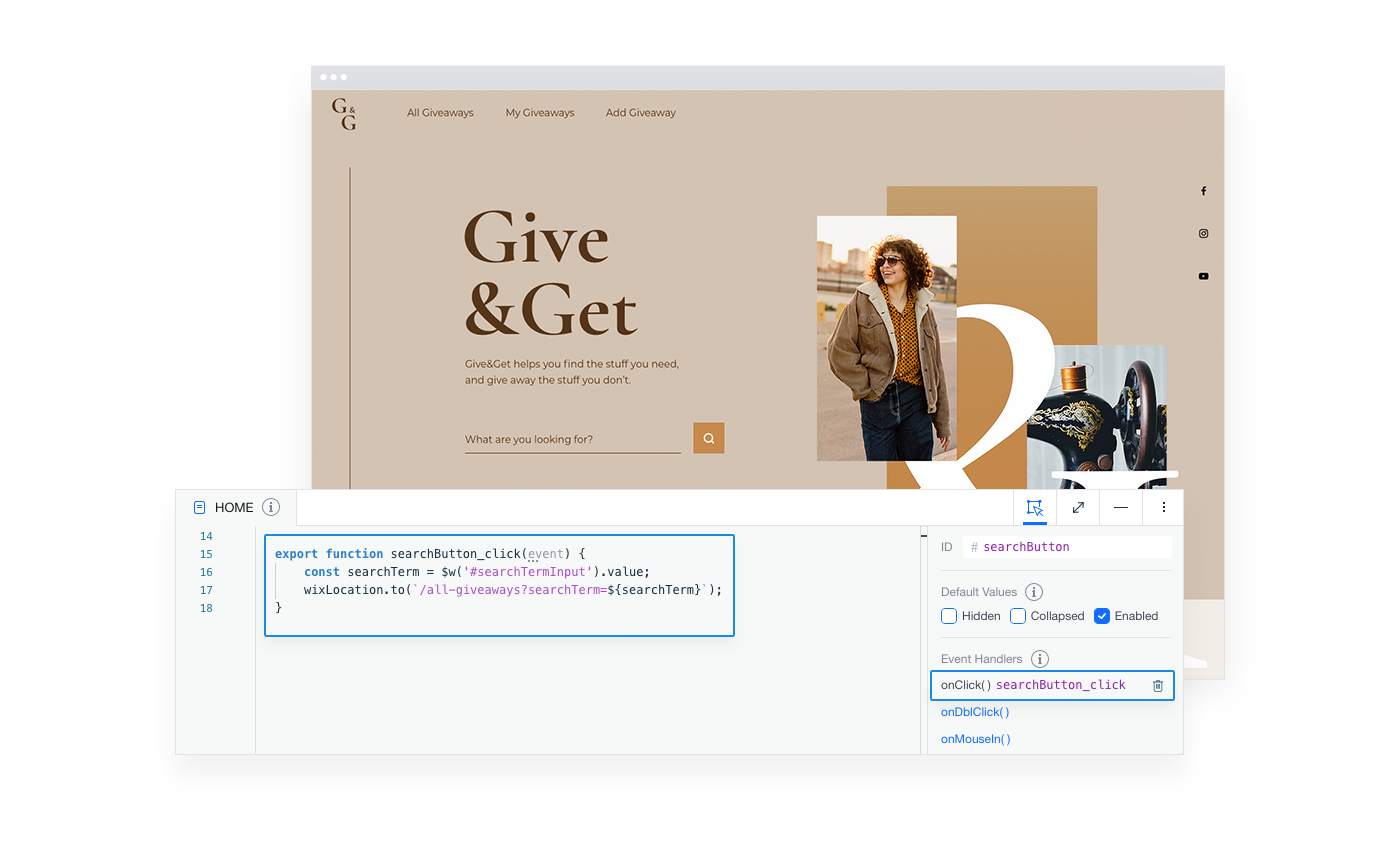 G &
G
All Giveaways
My Giveaways
Add Giveaway
Give
&Get
Give&Get helps you find the stuff you need,
and give away the stuff you don't.
What are you looking for?
&
HOME
14
15 export function searchButton_click(event) {
16 const searchTerm = $w('#searchTermInput').value;
17 wixLocation.to(`/all-giveaways?searchTerm=${searchTerm}`);
18 }
ID # searchButton
Default Values
Hidden Collapsed Enabled
Event Handlers
onClick() searchButton_click
onDblClick()
onMouseIn()